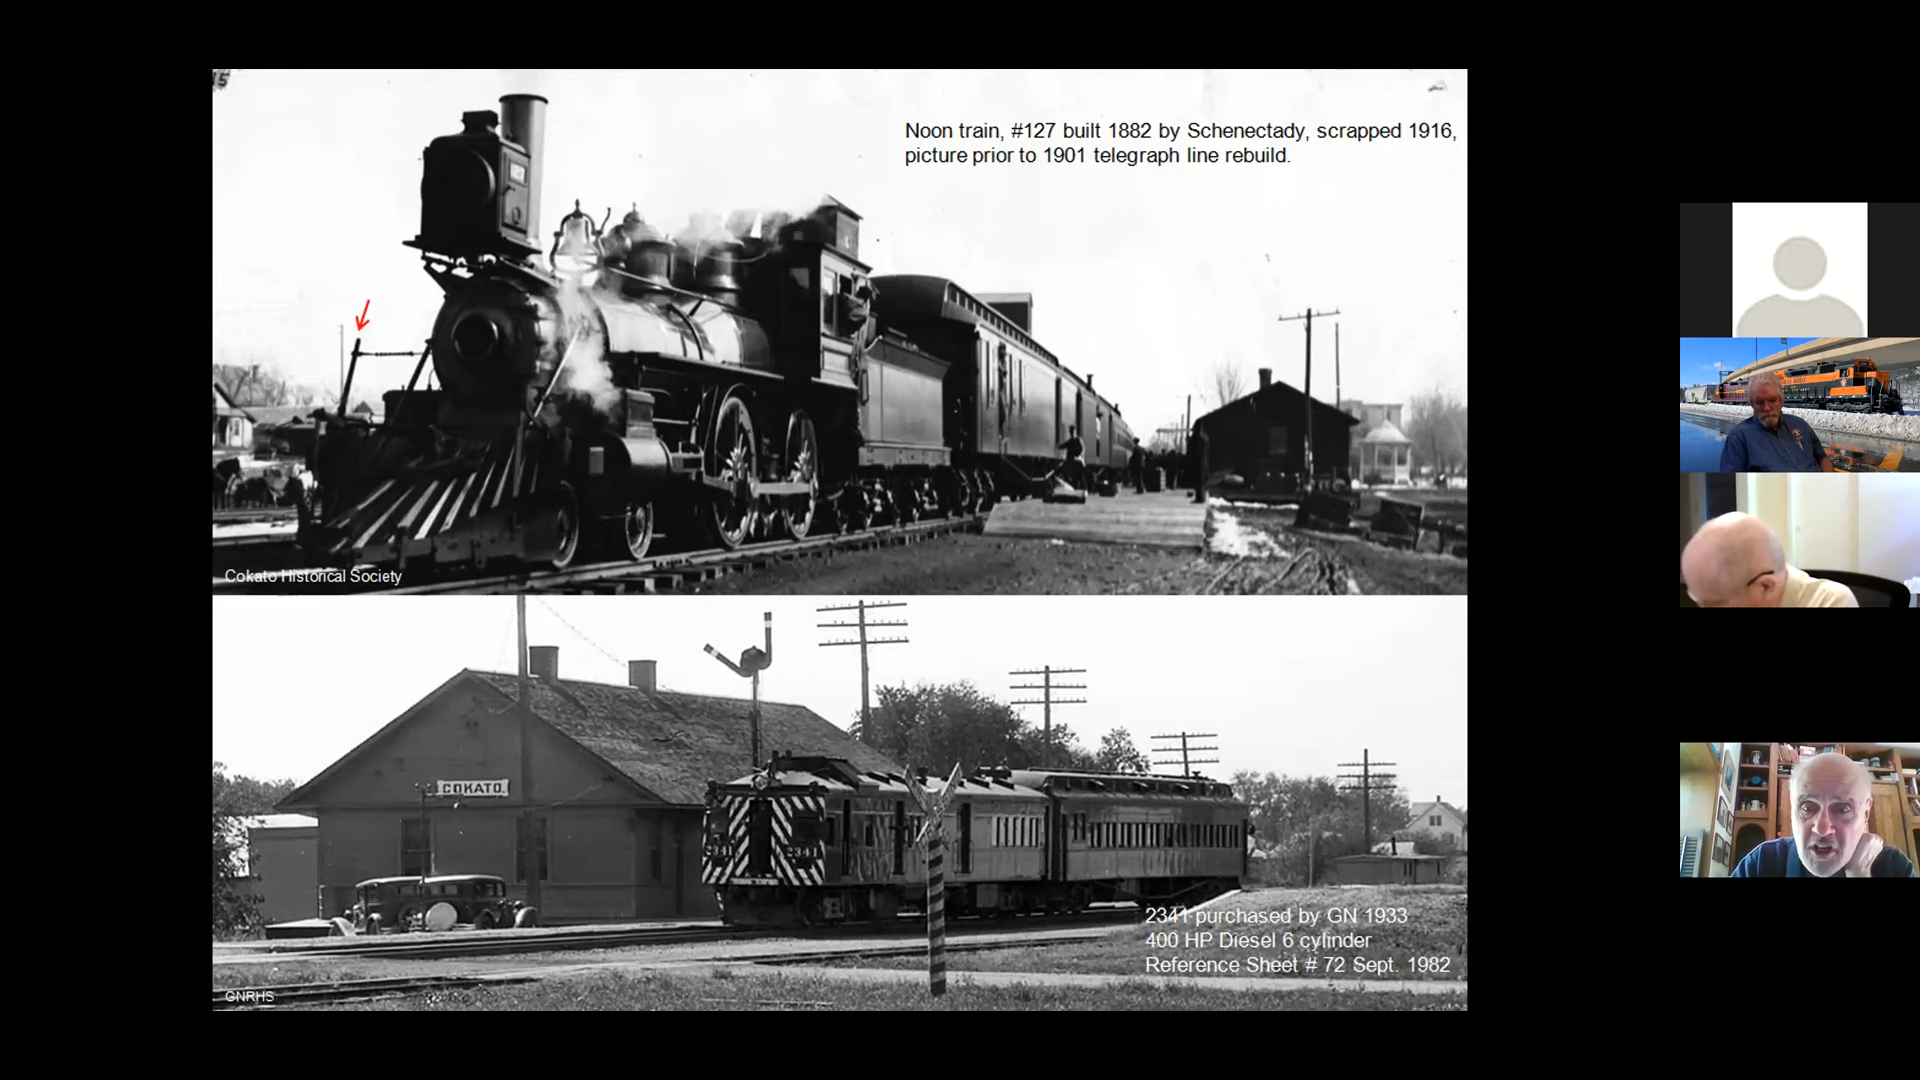 15
Noon train, #127 built 1882 by Schenectady, scrapped 1916,
picture prior to 1901 telegraph line rebuild.
Cokato Historical Society
COKATO.
2341
2341
2341 purchased by GN 1933
400 HP Diesel 6 cylinder
Reference Sheet # 72 Sept. 1982
GNRHS